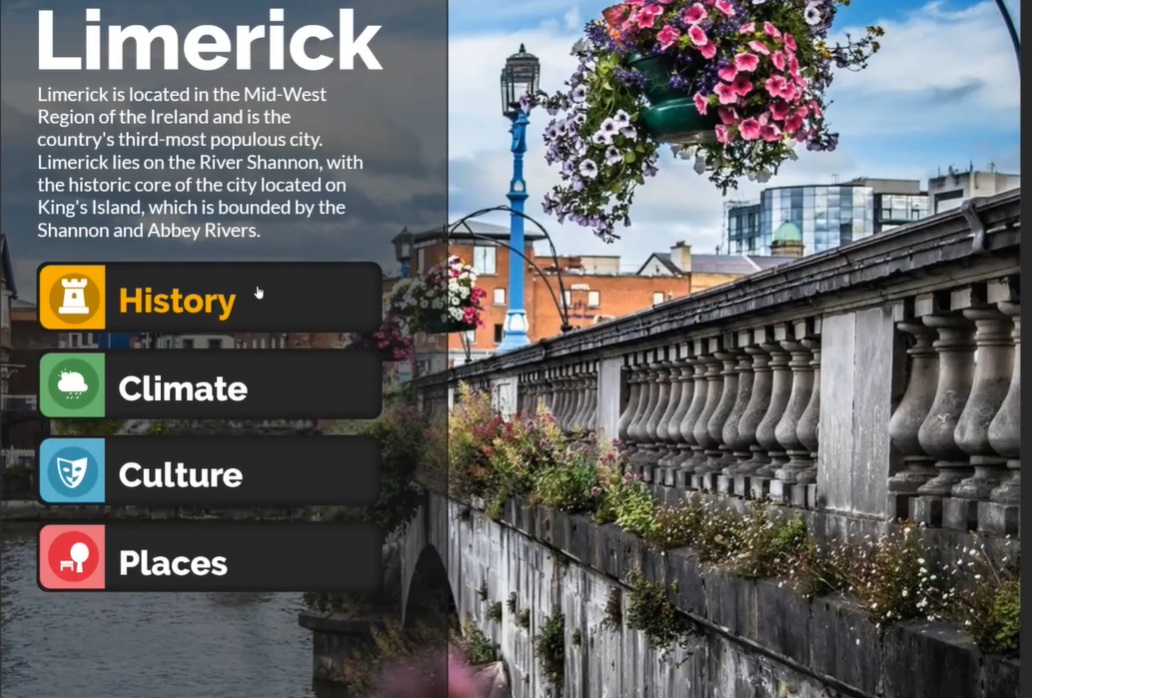 Limerick
Limerick is located in the Mid-West
Region of the Ireland and is the
country's third-most populous city.
Limerick lies on the River Shannon, with
the historic core of the city located on
King's Island, which is bounded by the
Shannon and Abbey Rivers.
History
Climate
Culture
Places